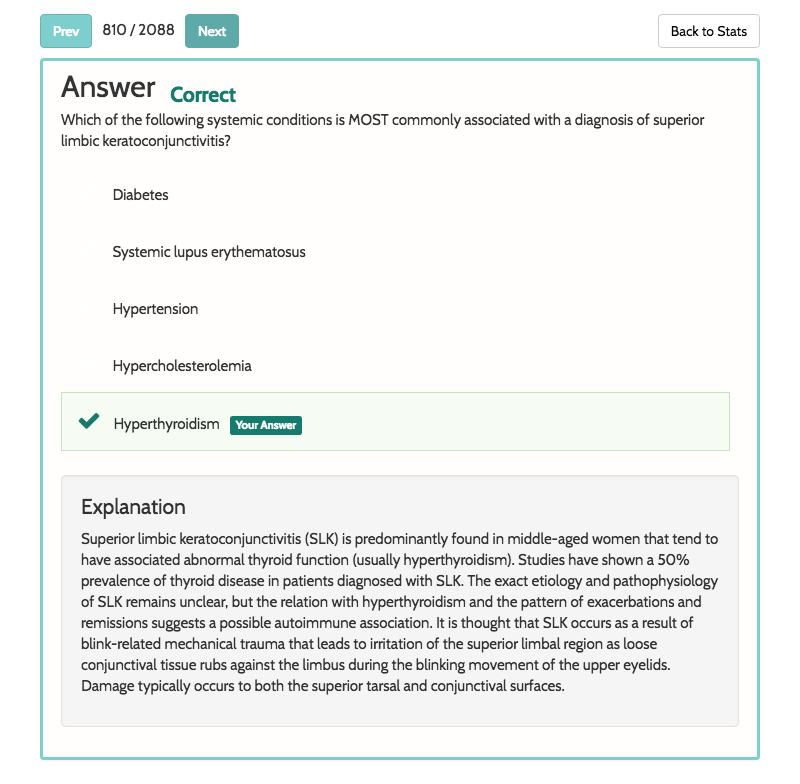 Prev 810 / 2088 Next Back to Stats
Answer Correct
Which of the following systemic conditions is MOST commonly associated with a diagnosis of superior
limbic keratoconjunctivitis?
Diabetes
Systemic lupus erythematosus
Hypertension
Hypercholesterolemia
Hyperthyroidism Your Answer
Explanation
Superior limbic keratoconjunctivitis (SLK) is predominantly found in middle-aged women that tend to
have associated abnormal thyroid function (usually hyperthyroidism). Studies have shown a 50%
prevalence of thyroid disease in patients diagnosed with SLK. The exact etiology and pathophysiology
of SLK remains unclear, but the relation with hyperthyroidism and the pattern of exacerbations and
remissions suggests a possible autoimmune association. It is thought that SLK occurs as a result of
blink-related mechanical trauma that leads to irritation of the superior limbal region as loose
conjunctival tissue rubs against the limbus during the blinking movement of the upper eyelids.
Damage typically occurs to both the superior tarsal and conjunctival surfaces.